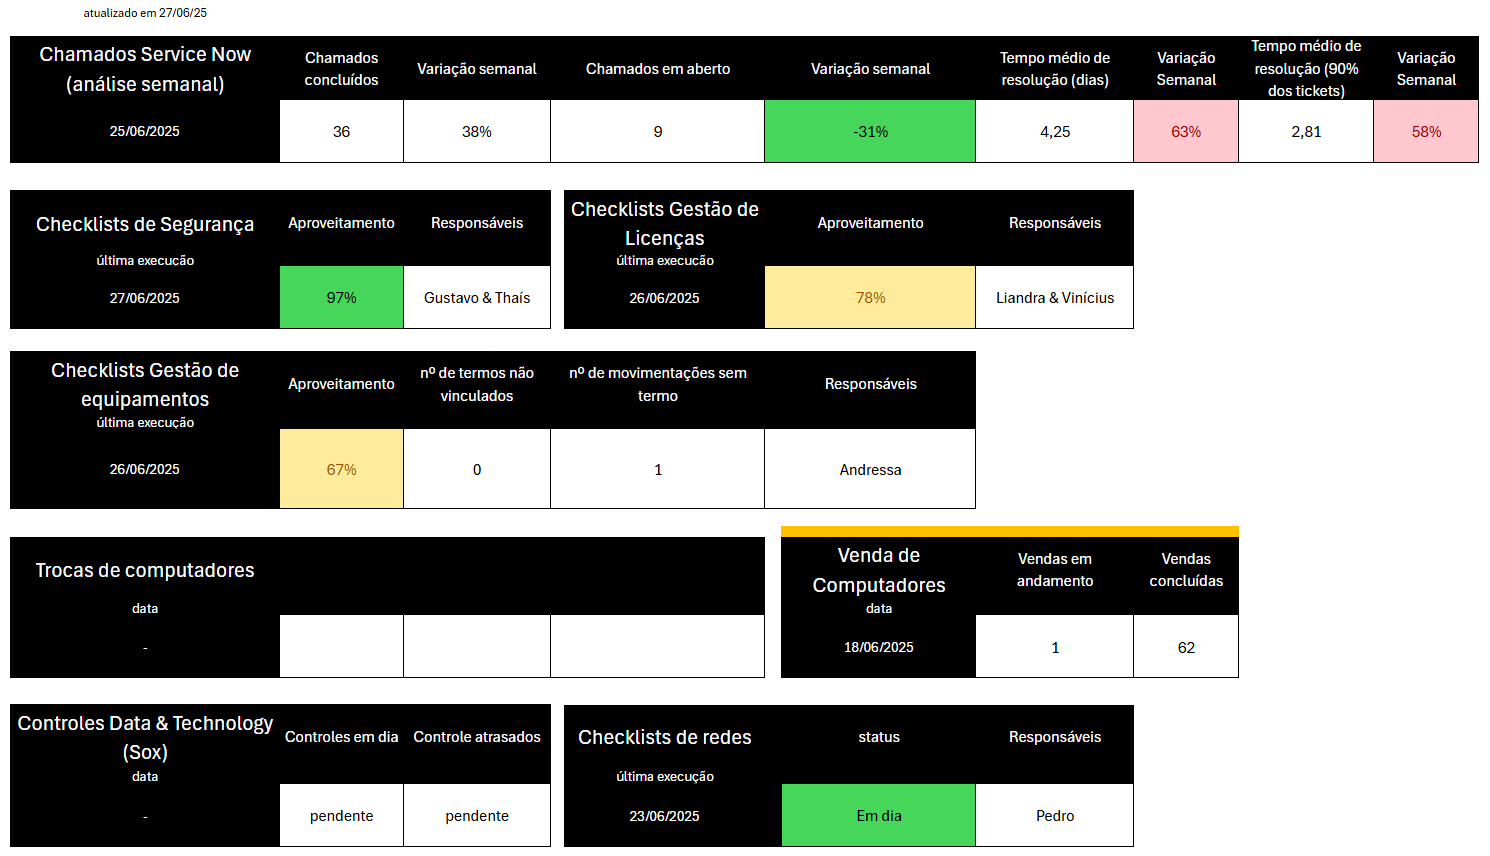 atualizado em 27/06/25
Chamados Service Now
(análise semanal)
25/06/2025
Chamados
concluídos
Variação semanal
Chamados em aberto
Variação semanal
Tempo médio de
resolução (dias)
Variação
Semanal
Tempo médio de
resolução (90%
dos tickets)
Variação
Semanal
36
38%
9
-31%
4,25
63%
2,81
58%
Checklists de Segurança
última execução
27/06/2025
Aproveitamento
Responsáveis
97%
Gustavo & Thaís
Checklists Gestão de
Licenças
última execução
26/06/2025
Aproveitamento
Responsáveis
78%
Liandra & Vinícius
Checklists Gestão de
equipamentos
última execução
26/06/2025
Aproveitamento
nº de termos não
vinculados
nº de movimentações sem
termo
Responsáveis
67%
0
1
Andressa
Trocas de computadores
data
-
Venda de
Computadores
data
18/06/2025
Vendas em
andamento
Vendas
concluídas
1
62
Controles Data & Technology
(Sox)
data
-
Controles em dia
Controle atrasados
pendente
pendente
Checklists de redes
última execução
23/06/2025
status
Responsáveis
Em dia
Pedro